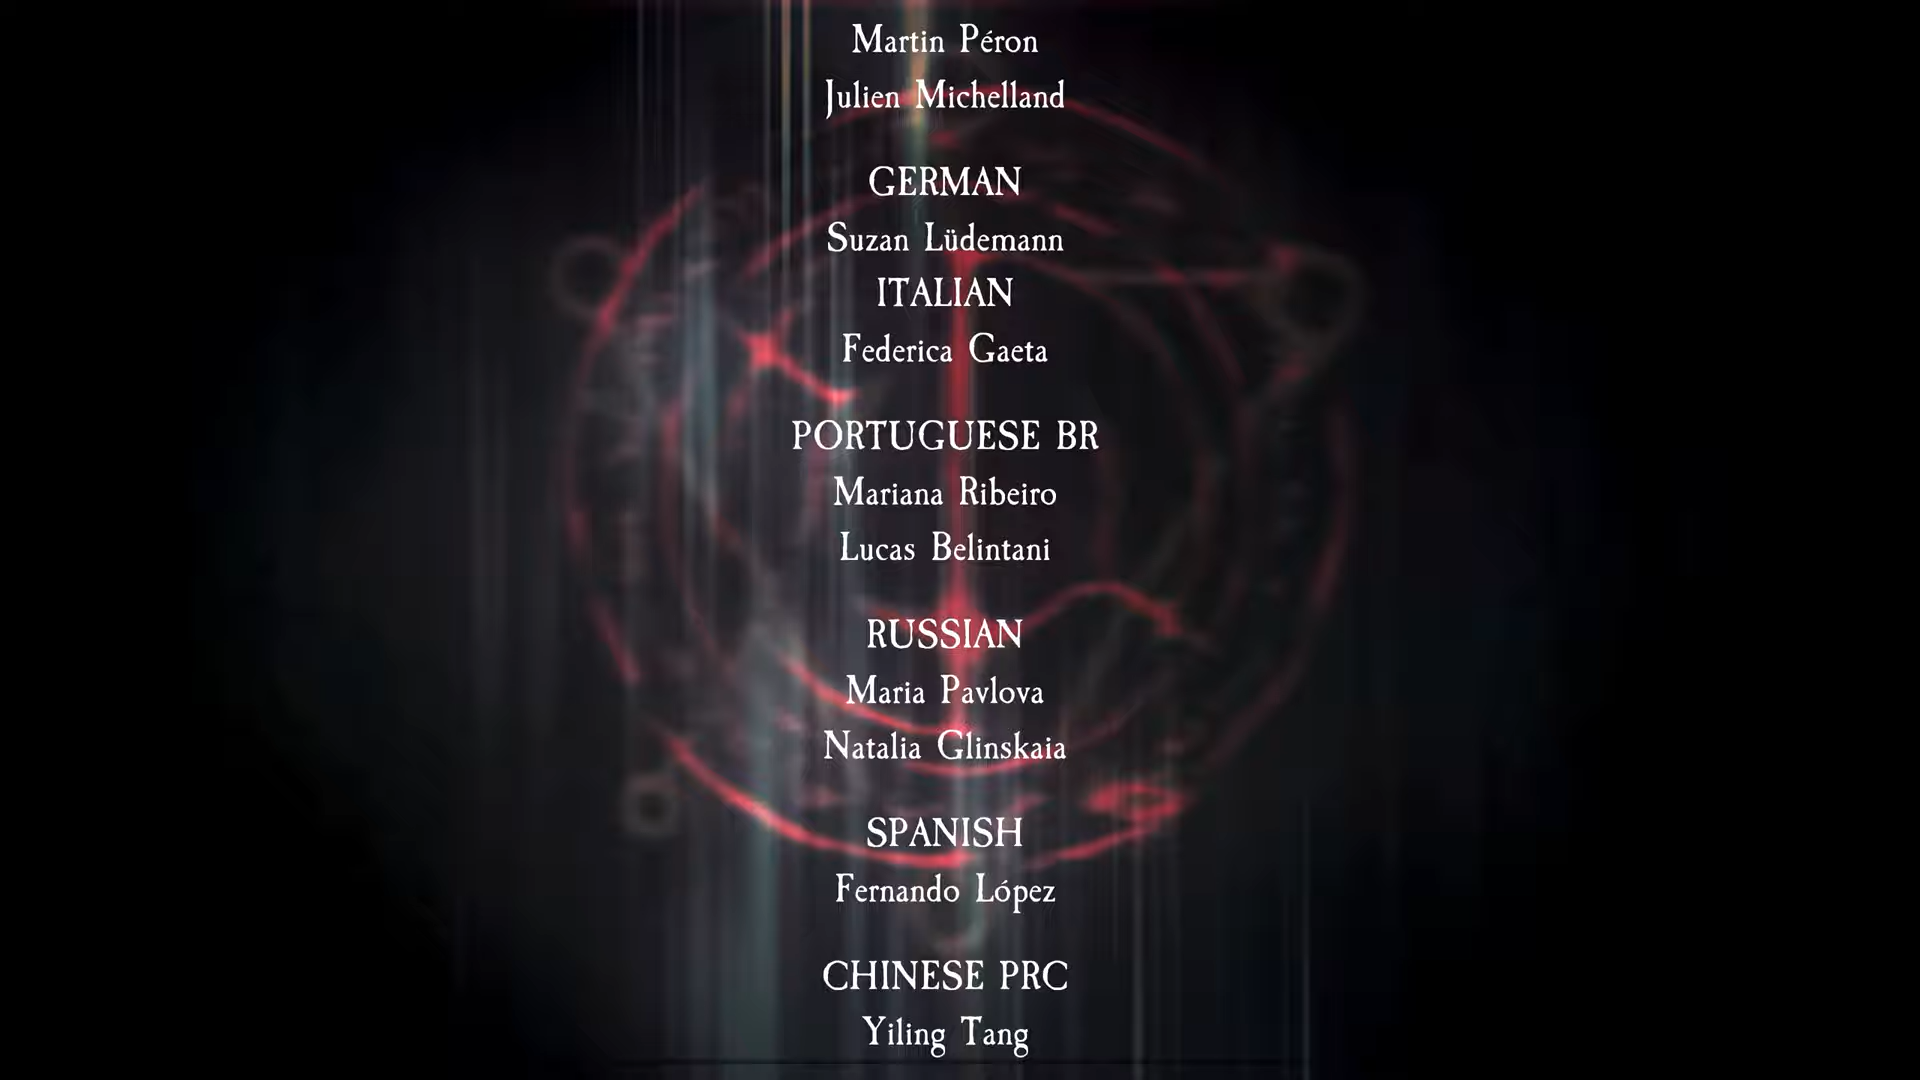 Martin Péron
Julien Michelland
GERMAN
Suzan Lüdemann
ITALIAN
Federica Gaeta
PORTUGUESE BR
Mariana Ribeiro
Lucas Belintani
RUSSIAN
Maria Pavlova
Natalia Glinskaia
SPANISH
Fernando López
CHINESE PRC
Yiling Tang